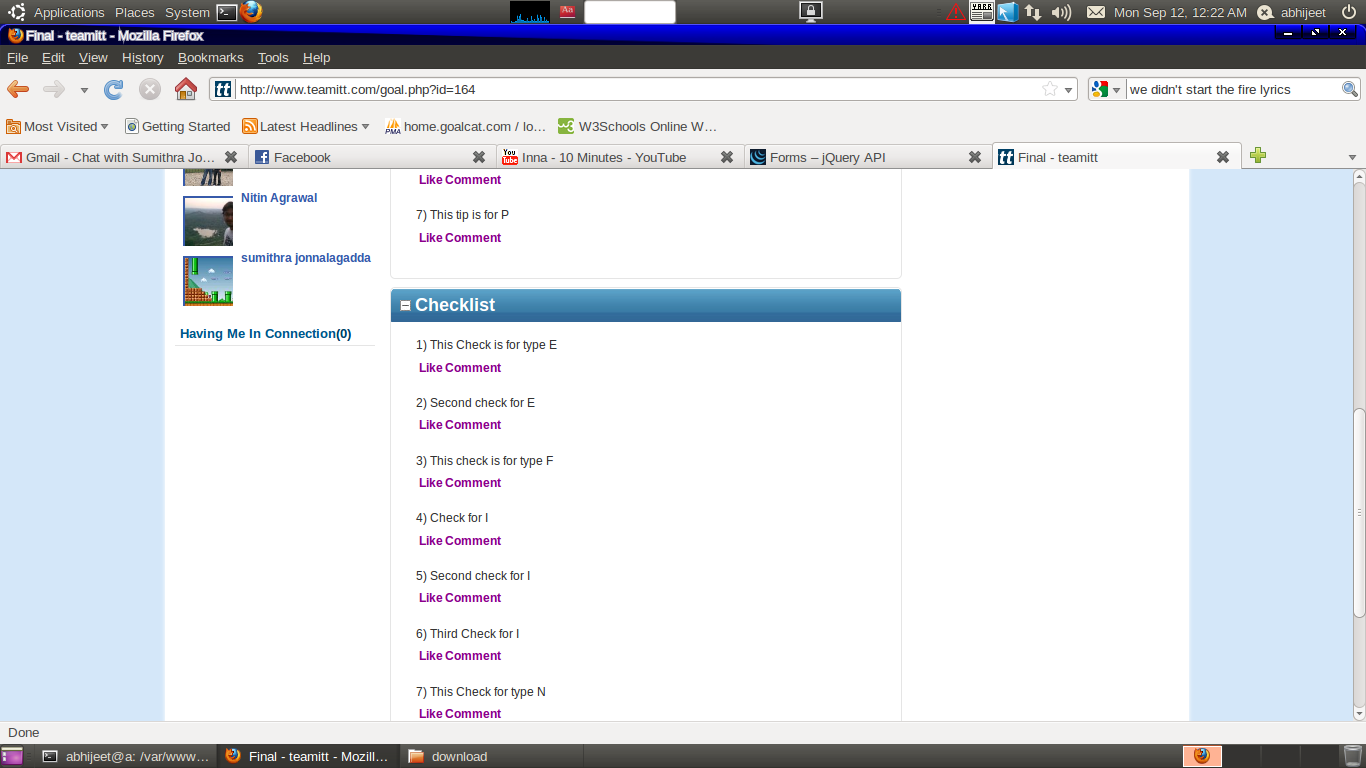 Applications Places System
Aa
Mon Sep 12, 12:22 AM abhijeet
Final - teamitt - Mozilla Firefox
File Edit View History Bookmarks Tools Help
http://www.teamitt.com/goal.php?id=164
we didn't start the fire lyrics
Most Visited Getting Started Latest Headlines PMA home.goalcat.com / lo... W3Schools Online W...
Gmail - Chat with Sumithra Jo... Facebook You Tube Inna - 10 Minutes - YouTube Forms – jQuery API tt Final - teamitt
Like Comment
Nitin Agrawal
7) This tip is for P
Like Comment
sumithra jonnalagadda
Checklist
Having Me In Connection(0)
1) This Check is for type E
Like Comment
2) Second check for E
Like Comment
3) This check is for type F
Like Comment
4) Check for I
Like Comment
5) Second check for I
Like Comment
6) Third Check for I
Like Comment
7) This Check for type N
Like Comment
Done
abhijeet@a: /var/www... Final - teamitt - Mozill... download